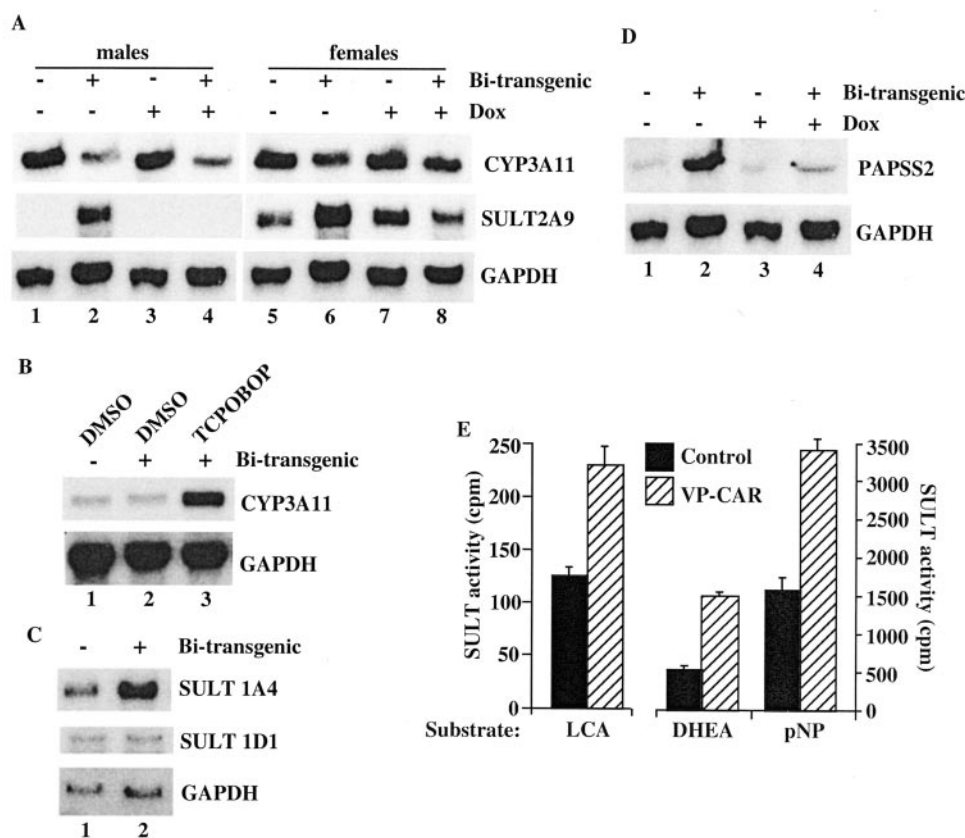 A
males females
- + - + - + - + Bi-transgenic
- - + + - - + + Dox
CYP3A11
SULT2A9
GAPDH
1 2 3 4 5 6 7 8
B
DMSO DMSO TCPOBOP
- + + Bi-transgenic
CYP3A11
GAPDH
1 2 3
C
- + Bi-transgenic
SULT 1A4
SULT 1D1
GAPDH
1 2
D
- + - + Bi-transgenic
- - + + Dox
PAPSS2
GAPDH
1 2 3 4
E
SULT activity (cpm)
250
200
150
100
50
0
Control
VP-CAR
3500
3000
2500
2000
1500
1000
500
0
SULT activity (cpm)
Substrate: LCA DHEA pNP